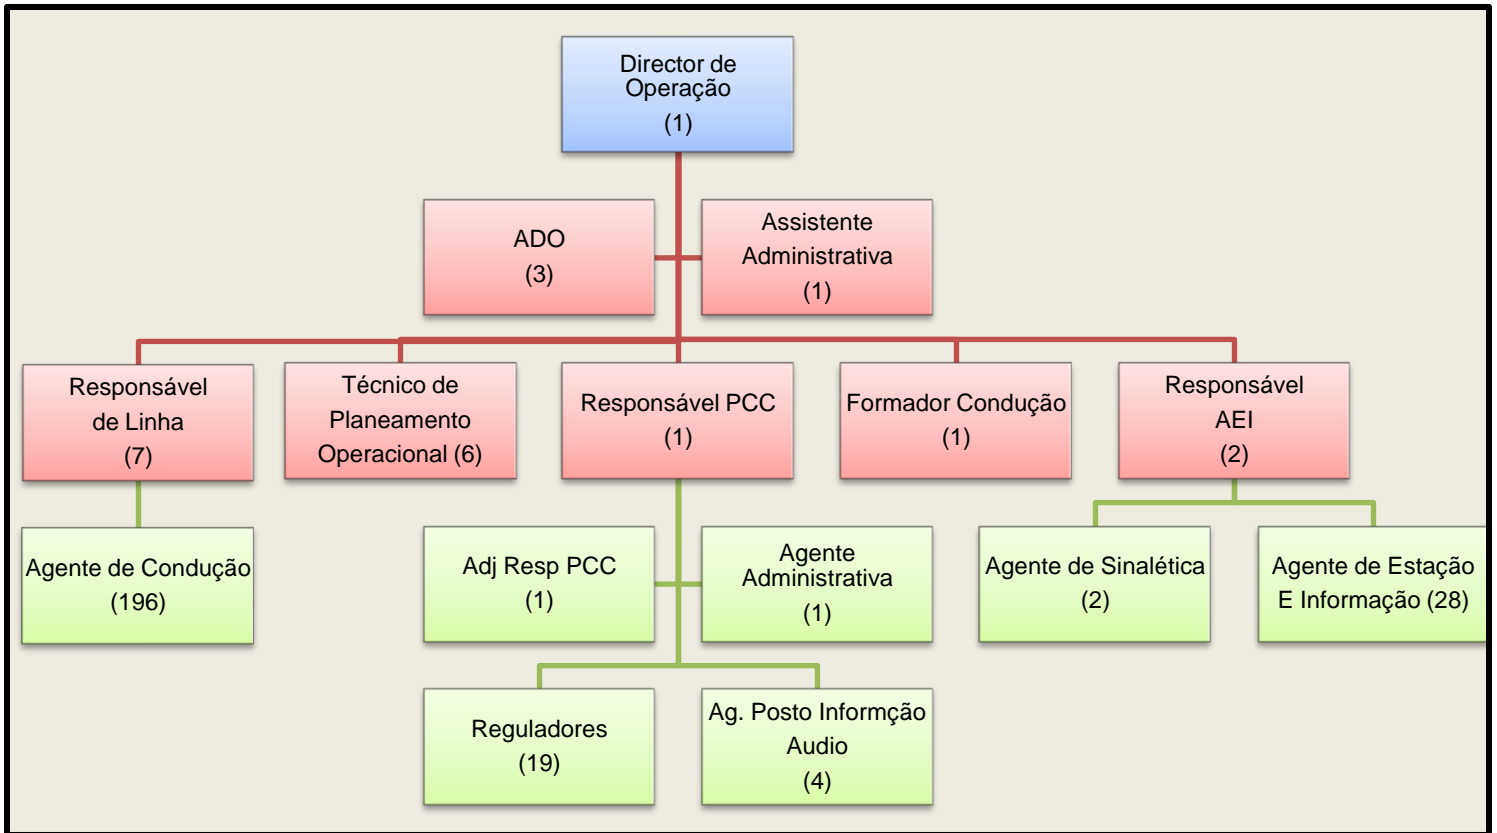 Director de
Operação
(1)
ADO
(3)
Assistente
Administrativa
(1)
Responsável
de Linha
(7)
Técnico de
Planeamento
Operacional (6)
Responsável PCC
(1)
Formador Condução
(1)
Responsável
AEI
(2)
Agente de Condução
(196)
Adj Resp PCC
(1)
Agente
Administrativa
(1)
Agente de Sinalética
(2)
Agente de Estação
E Informação (28)
Reguladores
(19)
Ag. Posto Informção
Audio
(4)